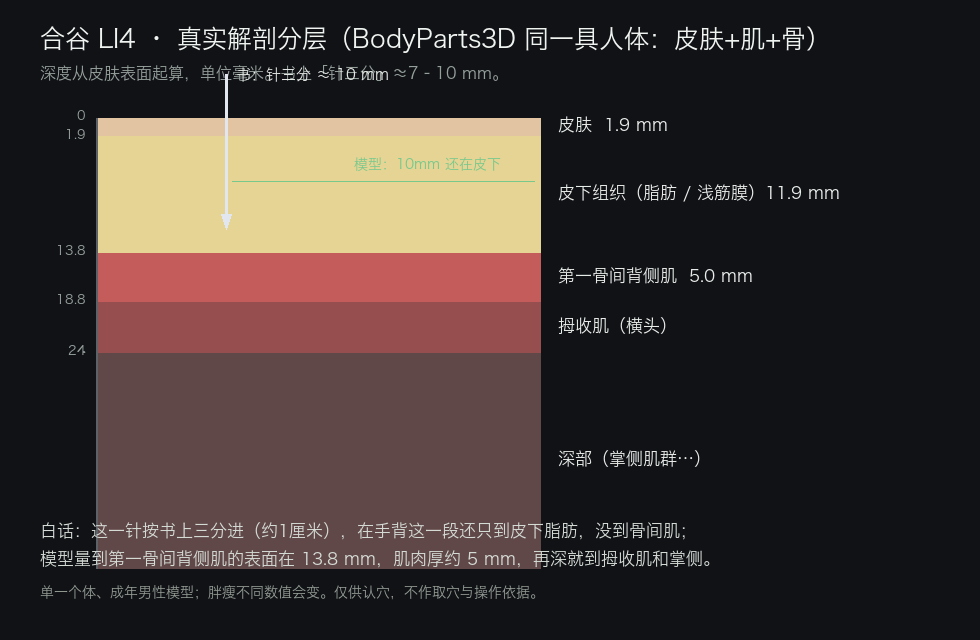 合谷 LI4 · 真实解剖分层（BodyParts3D 同一具人体：皮肤+肌+骨）
深度从皮肤表面起算，单位毫米。书上「针三分」≈7 - 10 mm。
书：针三分 ≈10 mm
0
皮肤 1.9 mm
1.9
模型：10mm 还在皮下
皮下组织（脂肪 / 浅筋膜）11.9 mm
13.8
第一骨间背侧肌 5.0 mm
18.8
拇收肌（横头）
24
深部（掌侧肌群…）
白话：这一针按书上三分进（约1厘米），在手背这一段还只到皮下脂肪，没到骨间肌；
模型量到第一骨间背侧肌的表面在 13.8 mm，肌肉厚约 5 mm，再深就到拇收肌和掌侧。
单一个体、成年男性模型；胖瘦不同数值会变。仅供认穴，不作取穴与操作依据。